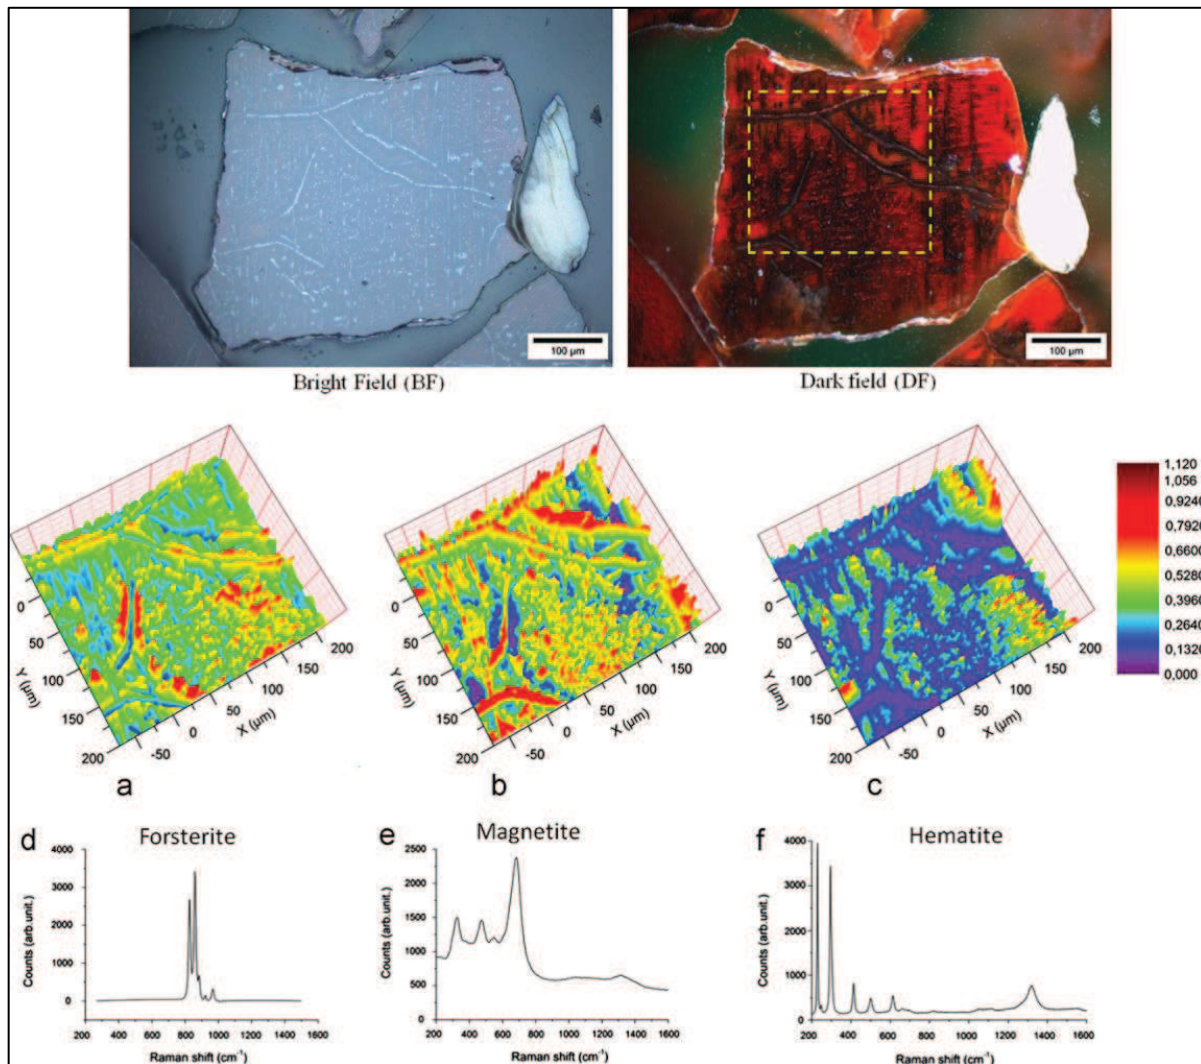 100 µm
100 µm
Bright Field (BF)
Dark field (DF)
1,120
1,056
0,9240
0,7920
0,6600
0,5280
0,3960
0,2640
0,1320
0,000
0
50
100
150
200
Y (µm)
-50
0
50
100
150
200
X (µm)
0
50
100
150
200
Y (µm)
-50
0
50
100
150
200
X (µm)
0
50
100
150
200
Y (µm)
-50
0
50
100
150
200
X (µm)
a
b
c
d
Forsterite
4000
3000
2000
1000
0
Counts (arb.unit.)
200 400 600 800 1000 1200 1400 1600
Raman shift (cm⁻¹)
e
Magnetite
2500
2000
1500
1000
500
0
Counts (arb.unit.)
200 400 600 800 1000 1200 1400 1600
Raman shift (cm⁻¹)
f
Hematite
4000
3000
2000
1000
0
Counts (arb.unit.)
200 400 600 800 1000 1200 1400 1600
Raman shift (cm⁻¹)